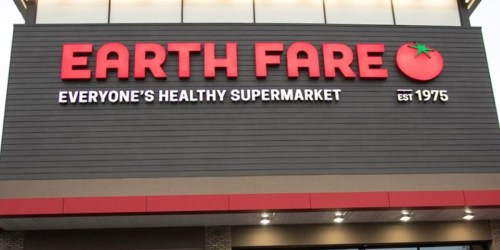 EARTH FARE
EVERYONE'S HEALTHY SUPERMARKET EST 1975